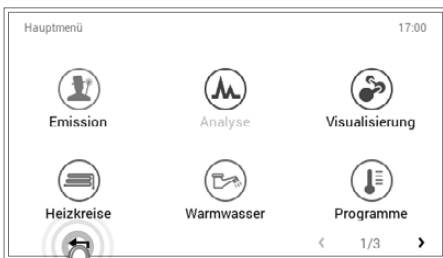 Hauptmenü 17:00
Emission Analyse Visualisierung
Heizkreise Warmwasser Programme
1/3